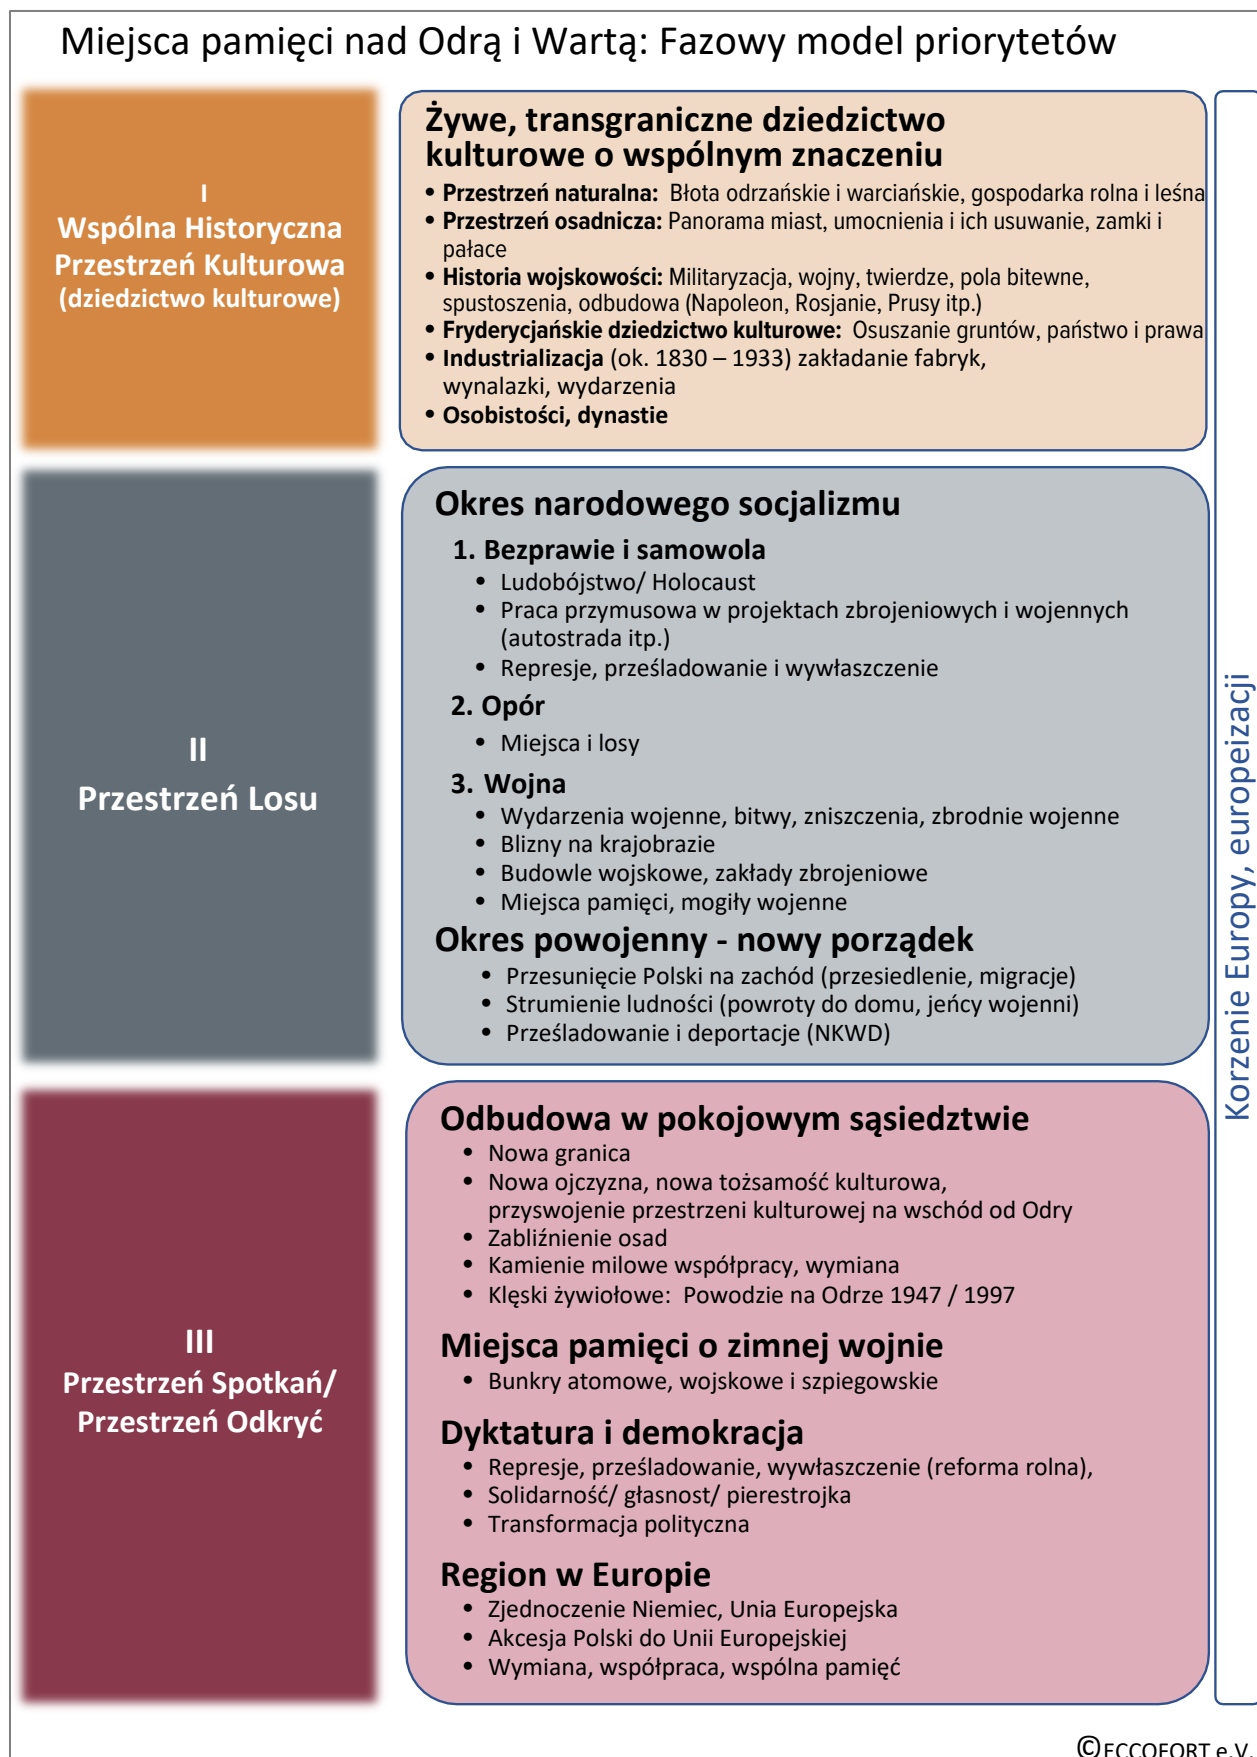 Miejsca pamięci nad Odrą i Wartą: Fazowy model priorytetów
I
Wspólna Historyczna
Przestrzeń Kulturowa
(dziedzictwo kulturowe)
Żywe, transgraniczne dziedzictwo
kulturowe o wspólnym znaczeniu
• Przestrzeń naturalna: Błota odrzańskie i warciańskie, gospodarka rolna i leśna
• Przestrzeń osadnicza: Panorama miast, umocnienia i ich usuwanie, zamki i
pałace
• Historia wojskowości: Militaryzacja, wojny, twierdze, pola bitewne,
spustoszenia, odbudowa (Napoleon, Rosjanie, Prusy itp.)
• Fryderycjańskie dziedzictwo kulturowe: Osuszanie gruntów, państwo i prawa
• Industrializacja (ok. 1830 – 1933) zakładanie fabryk,
wynalazki, wydarzenia
• Osobistości, dynastie
II
Przestrzeń Losu
Okres narodowego socjalizmu
1. Bezprawie i samowola
• Ludobójstwo/ Holocaust
• Praca przymusowa w projektach zbrojeniowych i wojennych
(autostrada itp.)
• Represje, prześladowanie i wywłaszczenie
2. Opór
• Miejsca i losy
3. Wojna
• Wydarzenia wojenne, bitwy, zniszczenia, zbrodnie wojenne
• Blizny na krajobrazie
• Budowle wojskowe, zakłady zbrojeniowe
• Miejsca pamięci, mogiły wojenne
Okres powojenny - nowy porządek
• Przesunięcie Polski na zachód (przesiedlenie, migracje)
• Strumienie ludności (powroty do domu, jeńcy wojenni)
• Prześladowanie i deportacje (NKWD)
III
Przestrzeń Spotkań/
Przestrzeń Odkryć
Odbudowa w pokojowym sąsiedztwie
• Nowa granica
• Nowa ojczyzna, nowa tożsamość kulturowa,
przyswojenie przestrzeni kulturowej na wschód od Odry
• Zabliźnienie osad
• Kamienie milowe współpracy, wymiana
• Klęski żywiołowe: Powodzie na Odrze 1947 / 1997
Miejsca pamięci o zimnej wojnie
• Bunkry atomowe, wojskowe i szpiegowskie
Dyktatura i demokracja
• Represje, prześladowanie, wywłaszczenie (reforma rolna),
• Solidarność/ głasnost/ pierestrojka
• Transformacja polityczna
Region w Europie
• Zjednoczenie Niemiec, Unia Europejska
• Akcesja Polski do Unii Europejskiej
• Wymiana, współpraca, wspólna pamięć
Korzenie Europy, europeizacji
©ECCOFORT e.V.